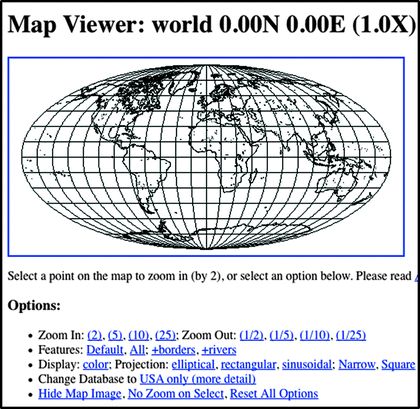 Map Viewer: world 0.00N 0.00E (1.0X)
Select a point on the map to zoom in (by 2), or select an option below. Please read
Options:
• Zoom In: (2), (5), (10), (25); Zoom Out: (1/2), (1/5), (1/10), (1/25)
• Features: Default, All; +borders, +rivers
• Display: color; Projection: elliptical, rectangular, sinusoidal; Narrow, Square
• Change Database to USA only (more detail)
• Hide Map Image, No Zoom on Select, Reset All Options